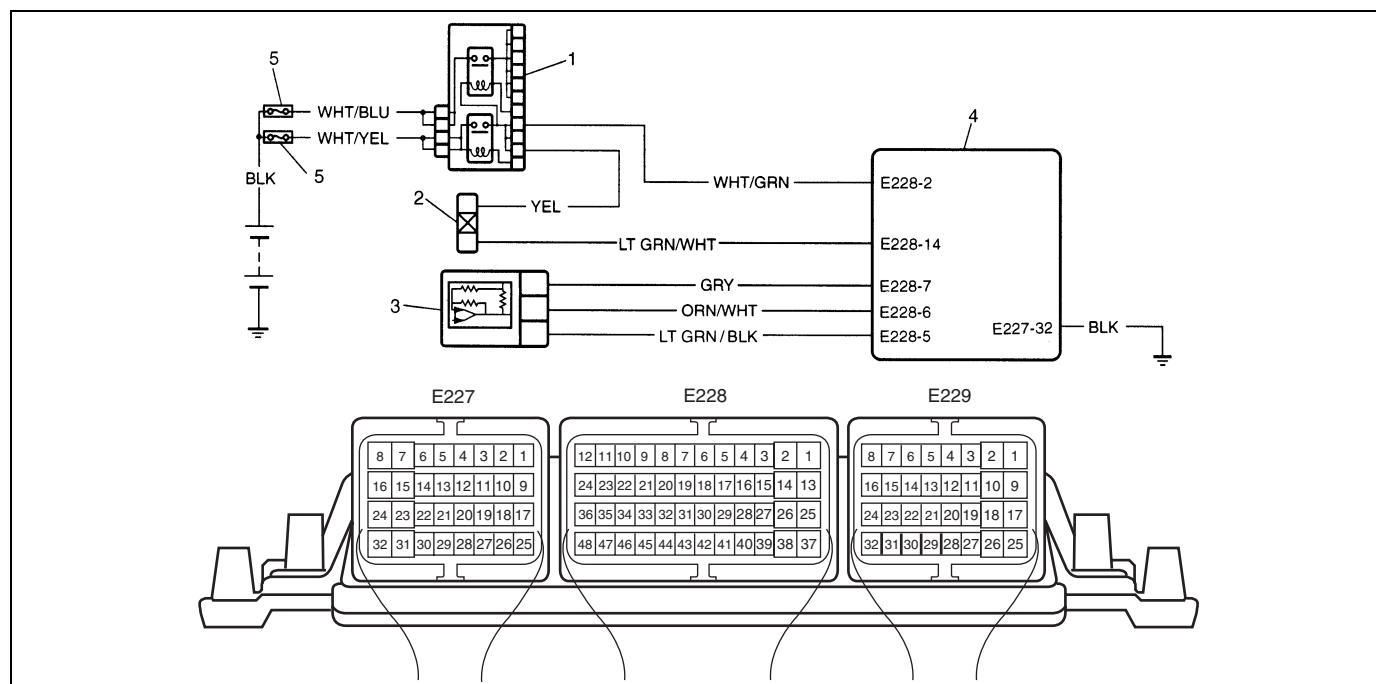 5
1
WHT/BLU
4
WHT/YEL
5
BLK
WHT/GRN
E228-2
2
YEL
LT GRN/WHT
E228-14
3
GRY
E228-7
ORN/WHT
E228-6
E227-32
BLK
LT GRN / BLK
E228-5
E227
E228
E229
8 7 6 5 4 3 2 1
12 11 10 9 8 7 6 5 4 3 2 1
8 7 6 5 4 3 2 1
16 15 14 13 12 11 10 9
24 23 22 21 20 19 18 17 16 15 14 13
16 15 14 13 12 11 10 9
24 23 22 21 20 19 18 17
36 35 34 33 32 31 30 29 28 27 26 25
24 23 22 21 20 19 18 17
32 31 30 29 28 27 26 25
48 47 46 45 44 43 42 41 40 39 38 37
32 31 30 29 28 27 26 25